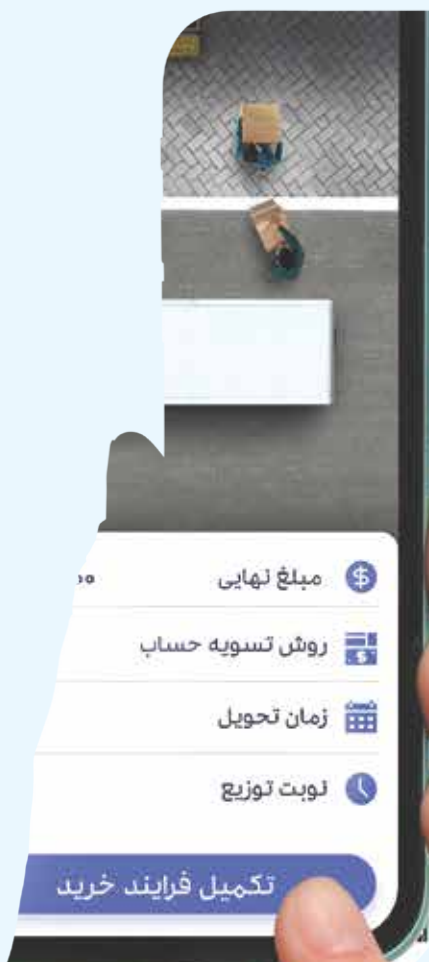 مبلغ نهایی
روش تسویه حساب
زمان تحویل
نوبت توزیع
تکمیل فرایند خرید